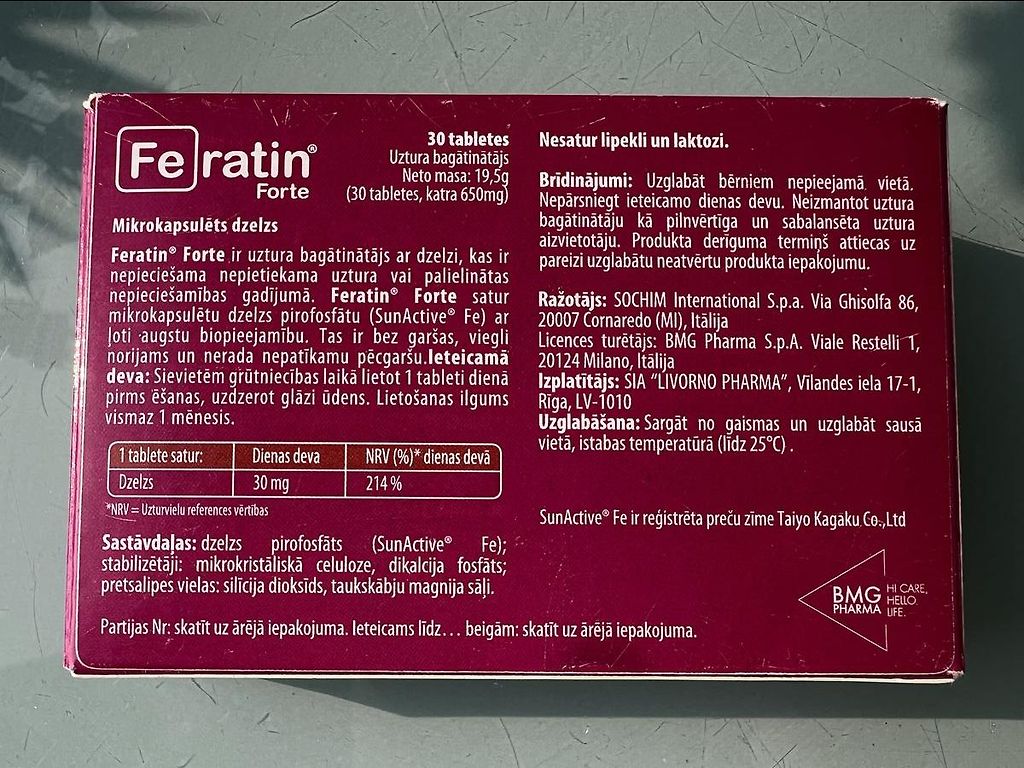 Feratin®
Forte
30 tabletes
Uztura bagātinātājs
Neto masa: 19,5g
(30 tabletes, katra 650mg)
Mikrokapsulēts dzelzs
Feratin® Forte ir uztura bagātinātājs ar dzelzi, kas ir
nepieciešama nepietiekama uztura vai palielinātas
nepieciešamības gadījumā. Feratin® Forte satur
mikrokapsulētu dzelzs pirofosfātu (SunActive® Fe) ar
ļoti augstu biopieejamību. Tas ir bez garšas, viegli
norijams un nerada nepatīkamu pēcgaršu.Ieteicamā
deva: Sievietēm grūtniecības laikā lietot 1 tableti dienā
pirms ēšanas, uzdzerot glāzi ūdens. Lietošanas ilgums
vismaz 1 mēnesis.
1 tablete satur: Dienas deva NRV (%)* dienas devā
Dzelzs 30 mg 214 %
*NRV = Uzturvielu references vērtības
Sastāvdaļas: dzelzs pirofosfāts (SunActive® Fe);
stabilizētāji: mikrokristāliskā celuloze, dikalcija fosfāts;
pretsalipes vielas: silīcija dioksīds, taukskābju magnija sāļi.
Partijas Nr: skatīt uz ārējā iepakojuma. Ieteicams līdz... beigām: skatīt uz ārējā iepakojuma.
Nesatur lipekli un laktozi.
Brīdinājumi: Uzglabāt bērniem nepieejamā vietā.
Nepārsniegt ieteicamo dienas devu. Neizmantot uztura
bagātinātāju kā pilnvērtīga un sabalansēta uztura
aizvietotāju. Produkta derīguma termiņš attiecas uz
pareizi uzglabātu neatvērtu produkta iepakojumu.
Ražotājs: SOCHIM International S.p.a. Via Ghisolfa 86,
20007 Cornaredo (MI), Itālija
Licences turētājs: BMG Pharma S.p.A. Viale Restelli 1,
20124 Milano, Itālija
Izplatītājs: SIA "LIVORNO PHARMA", Vīlandes iela 17-1,
Rīga, LV-1010
Uzglabāšana: Sargāt no gaismas un uzglabāt sausā
vietā, istabas temperatūrā (līdz 25°C) .
SunActive® Fe ir reģistrēta preču zīme Taiyo Kagaku Co.,Ltd
BMG
PHARMA
HI CARE,
HELLO
LIFE.